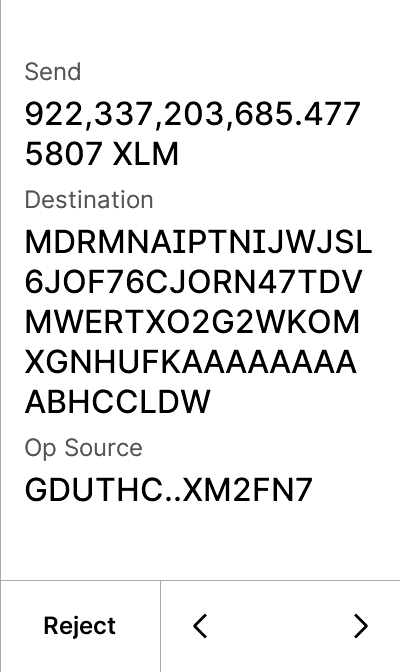 Send
922,337,203,685.477
5807 XLM
Destination
MDRMNAIPTNIJWJSL
6JOF76CJORN47TDV
MWERTXO2G2WKOM
XGNHUFKAAAAAAAA
ABHCCLDW
Op Source
GDUTHC..XM2FN7
Reject